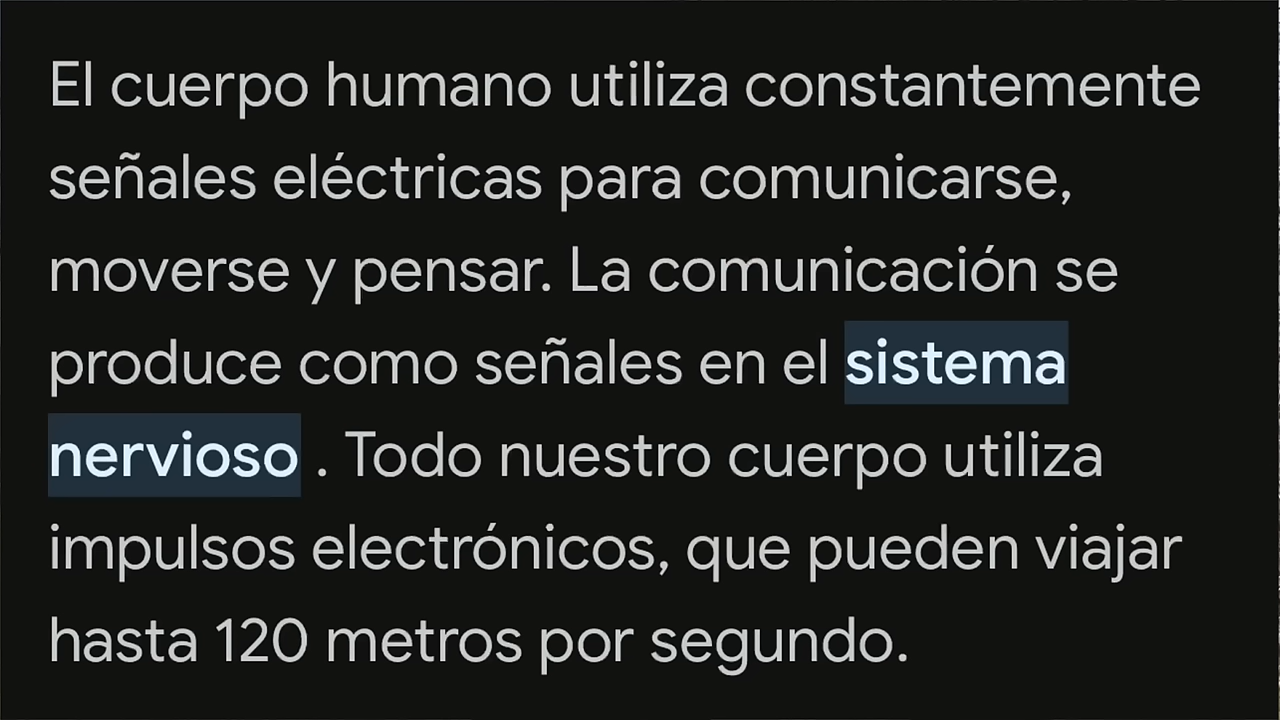 El cuerpo humano utiliza constantemente
señales eléctricas para comunicarse,
moverse y pensar. La comunicación se
produce como señales en el sistema
nervioso . Todo nuestro cuerpo utiliza
impulsos electrónicos, que pueden viajar
hasta 120 metros por segundo.